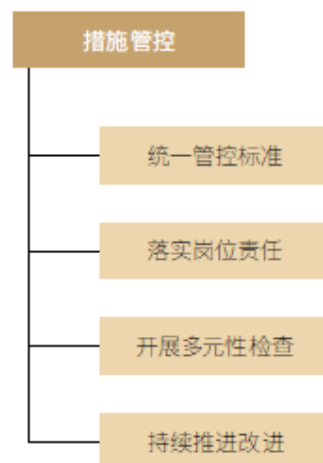 措施管控
统一管控标准
落实岗位责任
开展多元性检查
持续推进改进